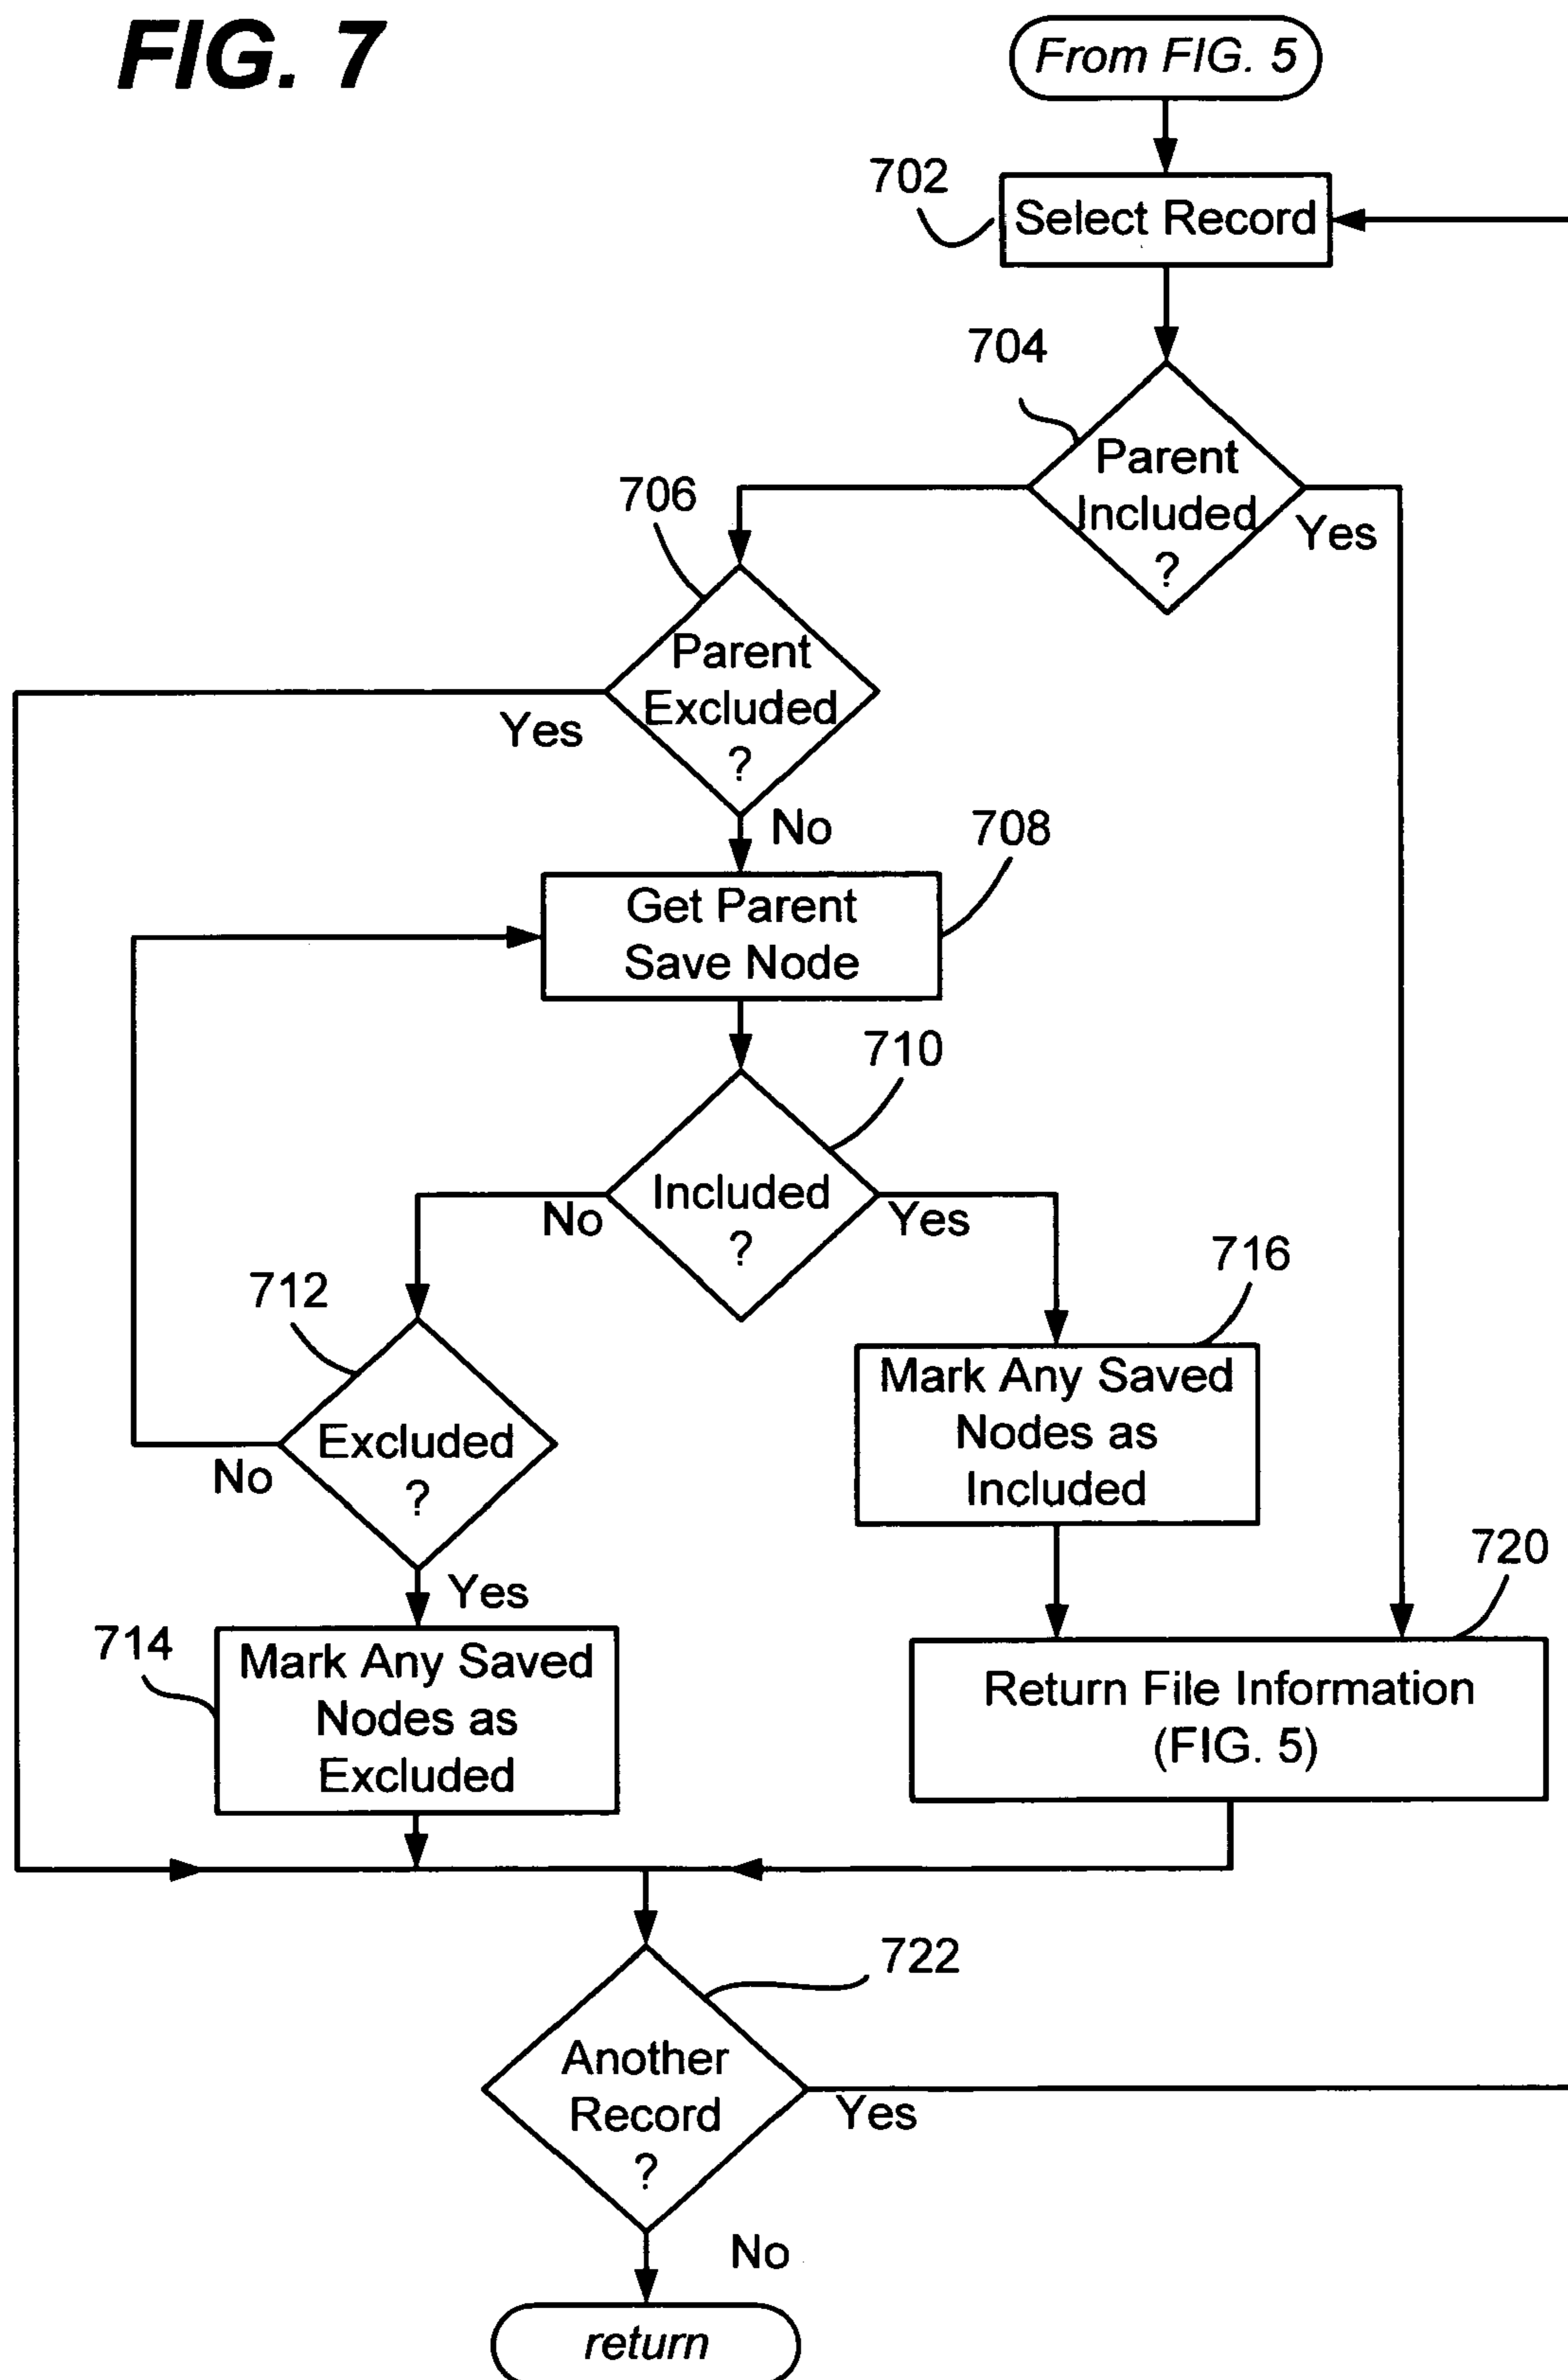 FIG. 7
From FIG. 5
702
Select Record
704
Parent
Included
?
Yes
706
Parent
Excluded
?
Yes
No
708
Get Parent
Save Node
710
Included
?
No
Yes
712
716
Mark Any Saved
Nodes as
Included
Excluded
?
No
Yes
720
714
Mark Any Saved
Nodes as
Excluded
Return File Information
(FIG. 5)
722
Another
Record
?
Yes
No
return